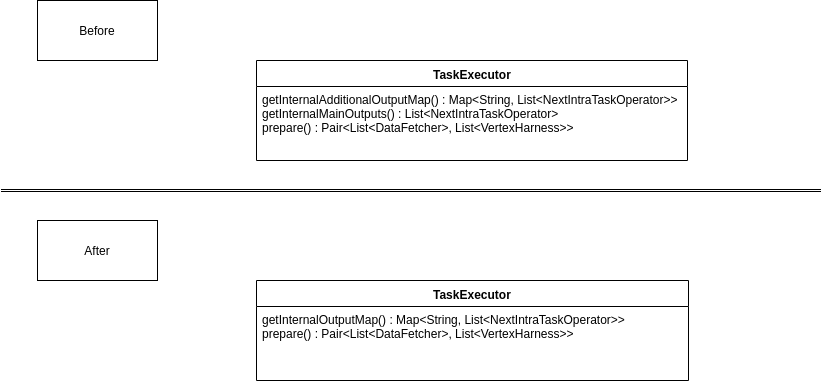 Before
TaskExecutor
getInternalAdditionalOutputMap() : Map<String, List<NextIntraTaskOperator>>
getInternalMainOutputs() : List<NextIntraTaskOperator>
prepare() : Pair<List<DataFetcher>, List<VertexHarness>>
After
TaskExecutor
getInternalOutputMap() : Map<String, List<NextIntraTaskOperator>>
prepare() : Pair<List<DataFetcher>, List<VertexHarness>>